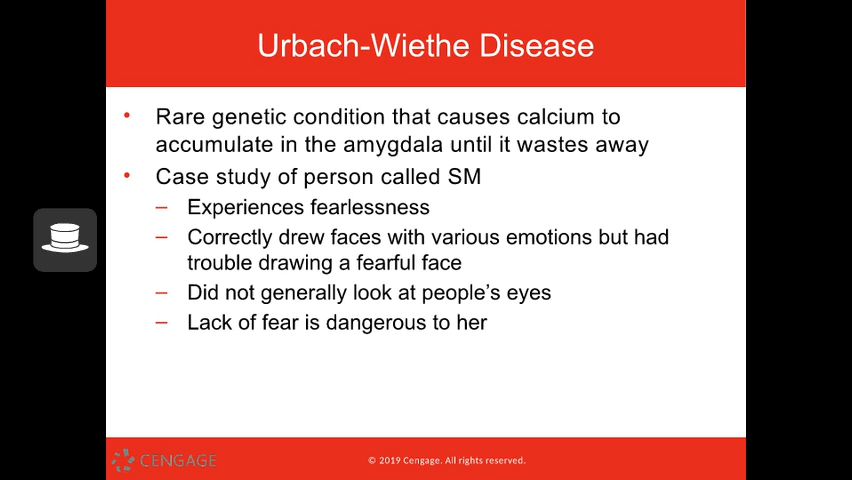 Urbach-Wiethe Disease
• Rare genetic condition that causes calcium to
accumulate in the amygdala until it wastes away
• Case study of person called SM
– Experiences fearlessness
– Correctly drew faces with various emotions but had
trouble drawing a fearful face
– Did not generally look at people's eyes
– Lack of fear is dangerous to her
CENGAGE
© 2019 Cengage. All rights reserved.